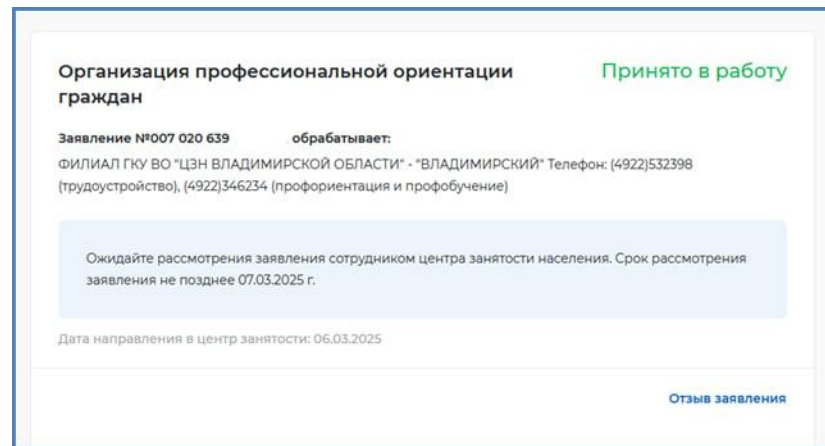 Организация профессиональной ориентации
граждан
Принято в работу
Заявление №007 020 639 обрабатывает:
ФИЛИАЛ ГКУ ВО "ЦЗН ВЛАДИМИРСКОЙ ОБЛАСТИ" - "ВЛАДИМИРСКИЙ" Телефон: (4922)532398
(трудоустройство), (4922)346234 (профориентация и профобучение)
Ожидайте рассмотрения заявления сотрудником центра занятости населения. Срок рассмотрения
заявления не позднее 07.03.2025 г.
Дата направления в центр занятости: 06.03.2025
Отзыв заявления